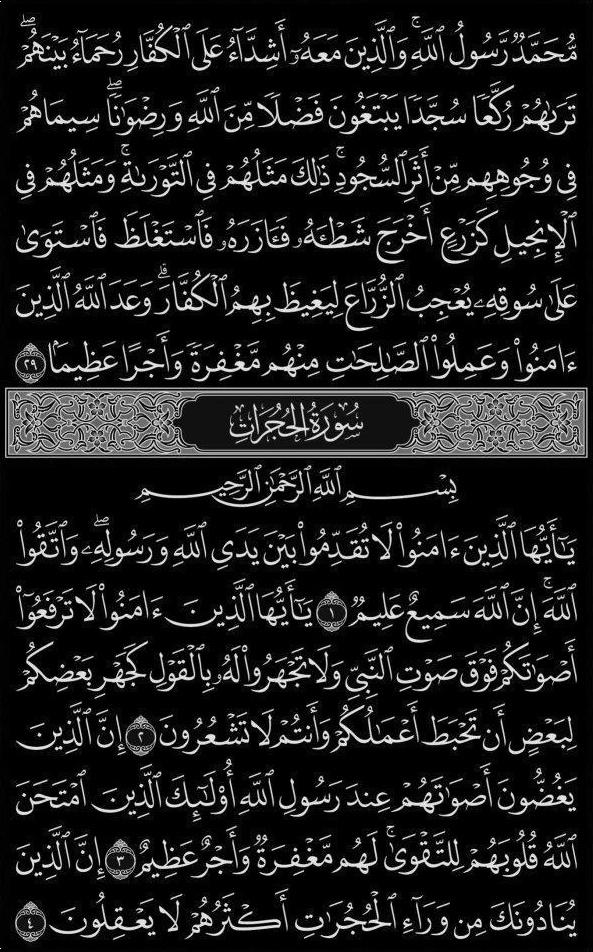 مُّحَمَّدٌ رَّسُولُ ٱللَّهِۚ وَٱلَّذِينَ مَعَهُۥٓ أَشِدَّآءُ عَلَى ٱلْكُفَّارِ رُحَمَآءُ بَيْنَهُمْۖ
تَرَىٰهُمْ رُكَّعًا سُجَّدًا يَبْتَغُونَ فَضْلًا مِّنَ ٱللَّهِ وَرِضْوَٰنًاۖ سِيمَاهُمْ
فِى وُجُوهِهِم مِّنْ أَثَرِ ٱلسُّجُودِۚ ذَٰلِكَ مَثَلُهُمْ فِى ٱلتَّوْرَىٰةِۚ وَمَثَلُهُمْ فِى
ٱلْإِنجِيلِ كَزَرْعٍ أَخْرَجَ شَطْـَٔهُۥ فَـَٔازَرَهُۥ فَٱسْتَغْلَظَ فَٱسْتَوَىٰ
عَلَىٰ سُوقِهِۦ يُعْجِبُ ٱلزُّرَّاعَ لِيَغِيظَ بِهِمُ ٱلْكُفَّارَۗ وَعَدَ ٱللَّهُ ٱلَّذِينَ
ءَامَنُوا۟ وَعَمِلُوا۟ ٱلصَّٰلِحَٰتِ مِنْهُم مَّغْفِرَةً وَأَجْرًا عَظِيمًۢا ٢٩
سُورَةُ الحُجُرَاتِ
بِسْمِ ٱللَّهِ ٱلرَّحْمَٰنِ ٱلرَّحِيمِ
يَٰٓأَيُّهَا ٱلَّذِينَ ءَامَنُوا۟ لَا تُقَدِّمُوا۟ بَيْنَ يَدَىِ ٱللَّهِ وَرَسُولِهِۦۖ وَٱتَّقُوا۟
ٱللَّهَۚ إِنَّ ٱللَّهَ سَمِيعٌ عَلِيمٌ ١ يَٰٓأَيُّهَا ٱلَّذِينَ ءَامَنُوا۟ لَا تَرْفَعُوٓا۟
أَصْوَٰتَكُمْ فَوْقَ صَوْتِ ٱلنَّبِىِّ وَلَا تَجْهَرُوا۟ لَهُۥ بِٱلْقَوْلِ كَجَهْرِ بَعْضِكُمْ
لِبَعْضٍ أَن تَحْبَطَ أَعْمَٰلُكُمْ وَأَنتُمْ لَا تَشْعُرُونَ ٢ إِنَّ ٱلَّذِينَ
يَغُضُّونَ أَصْوَٰتَهُمْ عِندَ رَسُولِ ٱللَّهِ أُو۟لَٰٓئِكَ ٱلَّذِينَ ٱمْتَحَنَ
ٱللَّهُ قُلُوبَهُمْ لِلتَّقْوَىٰۚ لَهُم مَّغْفِرَةٌ وَأَجْرٌ عَظِيمٌ ٣ إِنَّ ٱلَّذِينَ
يُنَادُونَكَ مِن وَرَآءِ ٱلْحُجُرَٰتِ أَكْثَرُهُمْ لَا يَعْقِلُونَ ٤